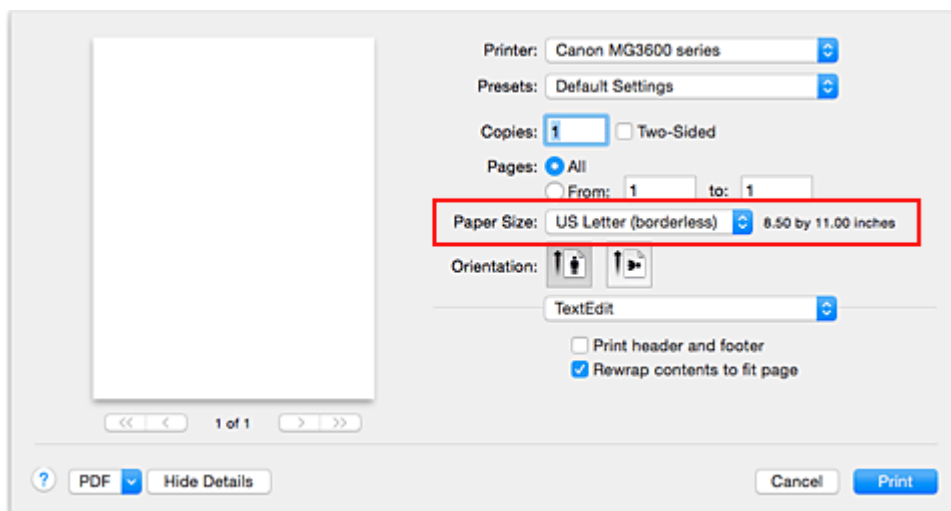 Printer: Canon MG3600 series
Presets: Default Settings
Copies: 1 Two-Sided
Pages: All
From: 1 to: 1
Paper Size: US Letter (borderless) 8.50 by 11.00 inches
Orientation:
TextEdit
Print header and footer
Rewrap contents to fit page
<< < 1 of 1 > >>
? PDF Hide Details Cancel Print